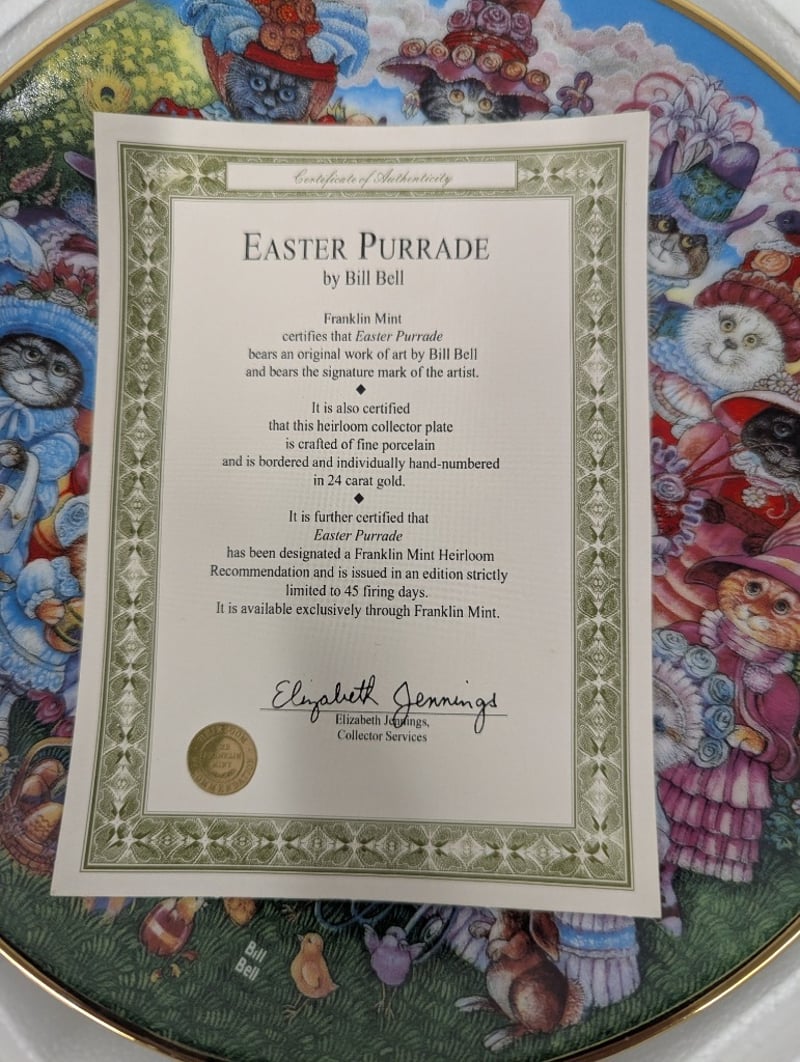 Certificate of Authenticity
EASTER PURRADE
by Bill Bell
Franklin Mint
certifies that Easter Purrade
bears an original work of art by Bill Bell
and bears the signature mark of the artist.
It is also certified
that this heirloom collector plate
is crafted of fine porcelain
and is bordered and individually hand-numbered
in 24 carat gold.
It is further certified that
Easter Purrade
has been designated a Franklin Mint Heirloom
Recommendation and is issued in an edition strictly
limited to 45 firing days.
It is available exclusively through Franklin Mint.
Elizabeth Jennings
Elizabeth Jennings,
Collector Services
THE
FRANKLIN
MINT
Bill
Bell